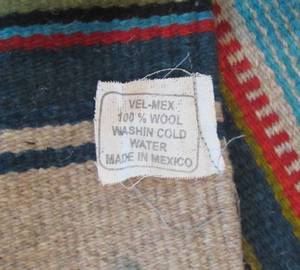 VEL-MEX
100 % WOOL
WASHIN COLD
WATER
MADE IN MEXICO